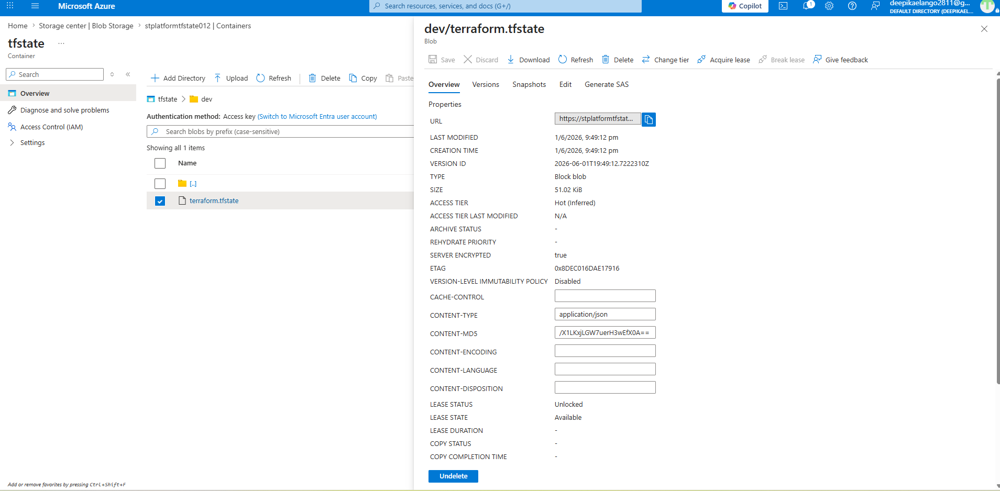 Microsoft Azure
Search resources, services, and docs (G+/)
Copilot
1
deepikaelango2811@g...
DEFAULT DIRECTORY (DEEPIKAEL...
Home > Storage center | Blob Storage > stplatformtfstate012 | Containers
tfstate ...
Container
Search
Overview
Diagnose and solve problems
Access Control (IAM)
Settings
Add or remove favorites by pressing Ctrl+Shift+F
Add Directory Upload Refresh Delete Copy Paste
tfstate > dev
Authentication method: Access key (Switch to Microsoft Entra user account)
Search blobs by prefix (case-sensitive)
Showing all 1 items
Name
[..]
terraform.tfstate
dev/terraform.tfstate
Blob
Save Discard Download Refresh Delete Change tier Acquire lease Break lease Give feedback
Overview Versions Snapshots Edit Generate SAS
Properties
URL https://stplatformtfstat...
LAST MODIFIED 1/6/2026, 9:49:12 pm
CREATION TIME 1/6/2026, 9:49:12 pm
VERSION ID 2026-06-01T19:49:12.7222310Z
TYPE Block blob
SIZE 51.02 KiB
ACCESS TIER Hot (Inferred)
ACCESS TIER LAST MODIFIED N/A
ARCHIVE STATUS -
REHYDRATE PRIORITY -
SERVER ENCRYPTED true
ETAG 0x8DEC016DAE17916
VERSION-LEVEL IMMUTABILITY POLICY Disabled
CACHE-CONTROL
CONTENT-TYPE application/json
CONTENT-MD5 /X1LKxjLGW7uerH3wEfX0A==
CONTENT-ENCODING
CONTENT-LANGUAGE
CONTENT-DISPOSITION
LEASE STATUS Unlocked
LEASE STATE Available
LEASE DURATION -
COPY STATUS -
COPY COMPLETION TIME -
Undelete